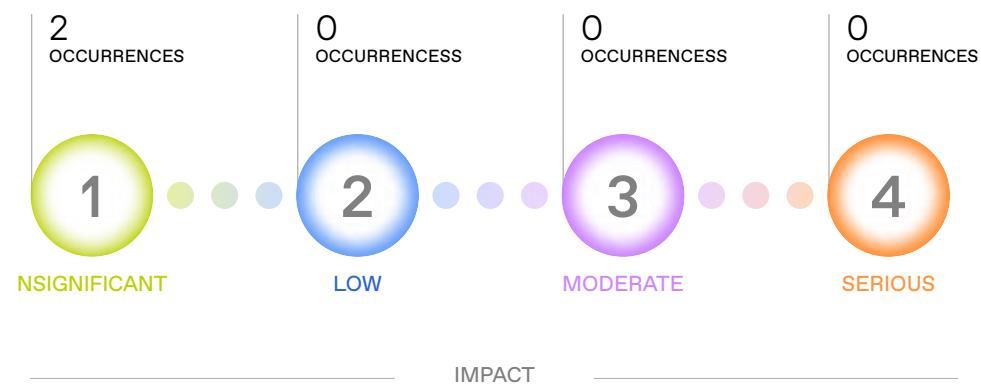 2
OCCURRENCES
0
OCCURRENCESS
0
OCCURRENCESS
0
OCCURRENCES
1
2
3
4
NSIGNIFICANT
LOW
MODERATE
SERIOUS
IMPACT